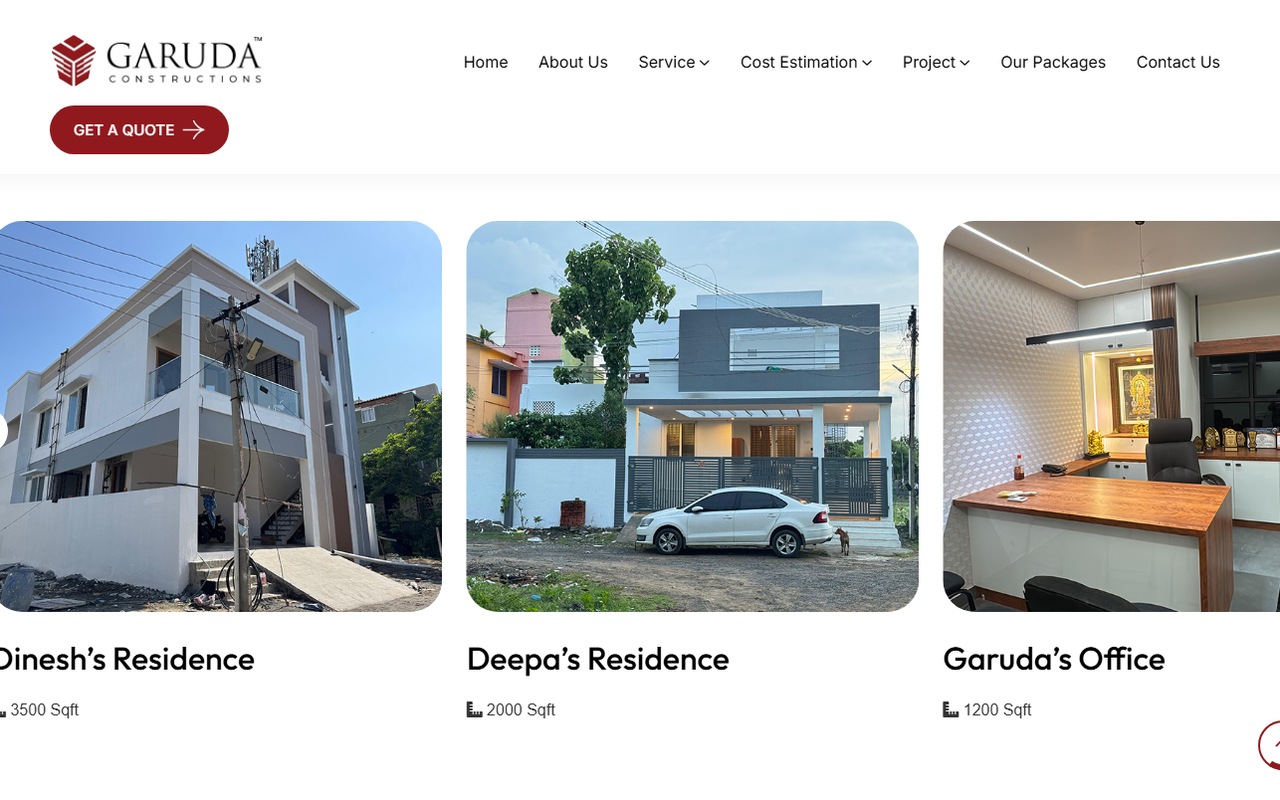 GARUDA™
CONSTRUCTIONS
Home
About Us
Service
Cost Estimation
Project
Our Packages
Contact Us
GET A QUOTE
Dinesh’s Residence
Deepa’s Residence
Garuda’s Office
3500 Sqft
2000 Sqft
1200 Sqft